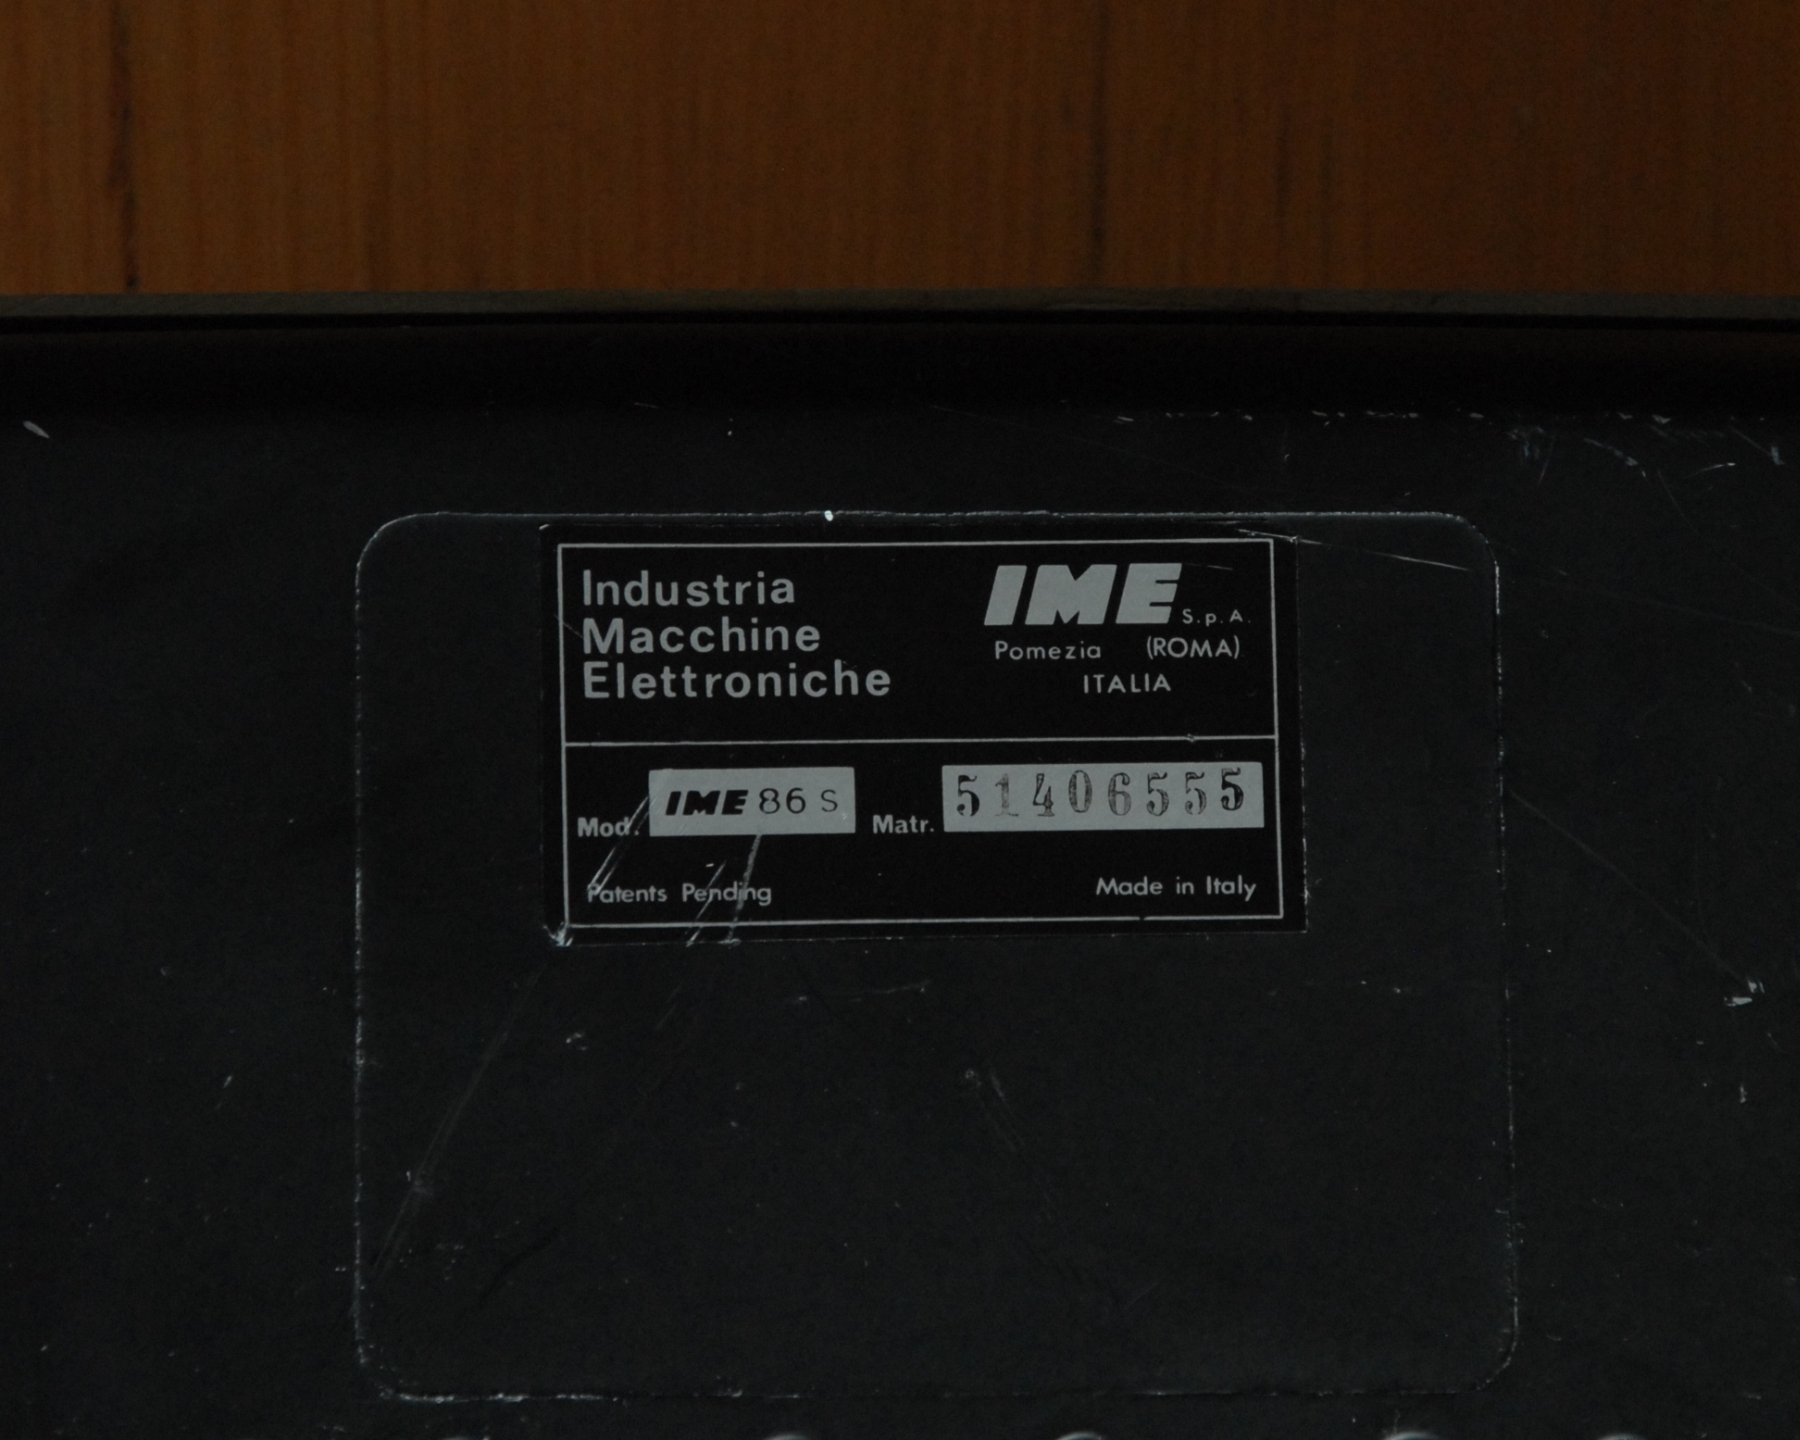 Industria
Macchine
Elettroniche
IME S.p.A.
Pomezia (ROMA)
ITALIA
Mod. IME 86 S Matr. 51406555
Patents Pending Made in Italy